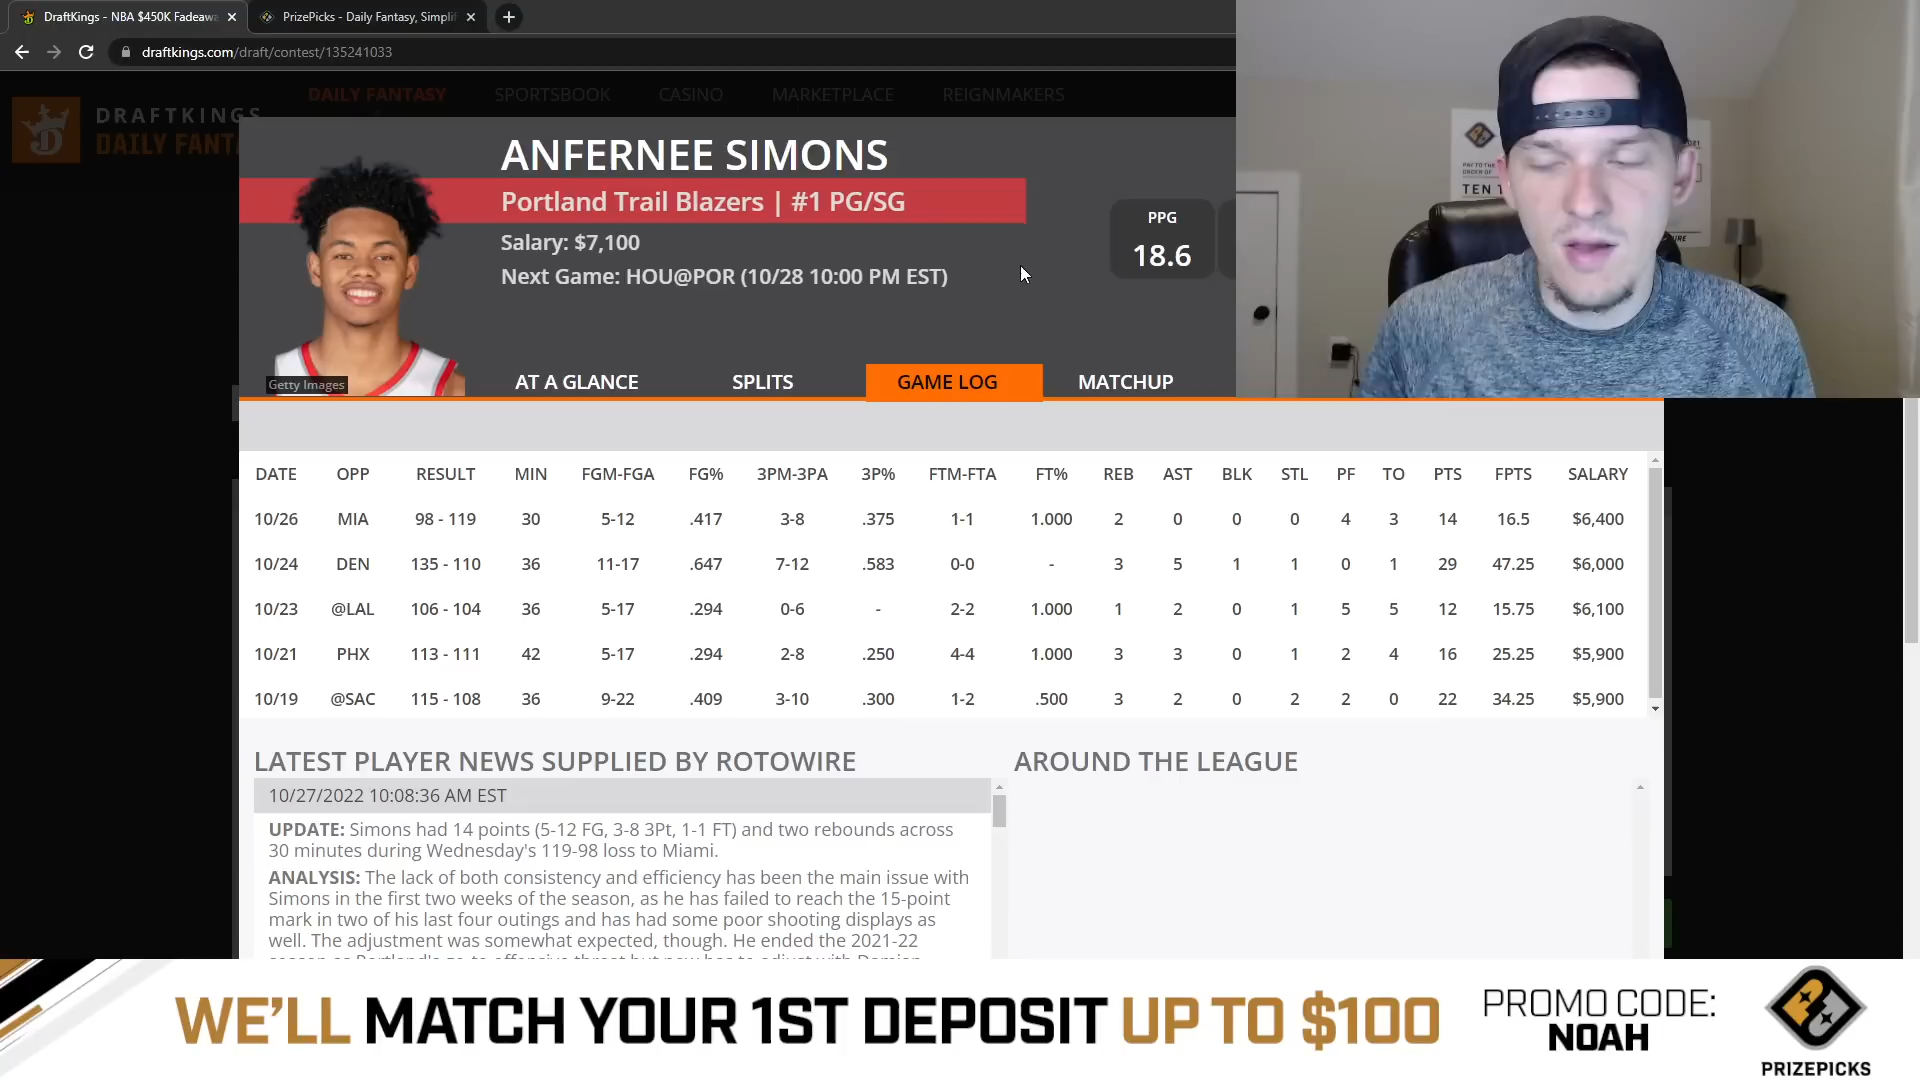 DraftKings - NBA $450K Fadeawa
PrizePicks - Daily Fantasy, Simplif
draftkings.com/draft/contest/135241033
DRAFTKINGS
DAILY FANTA
DAILY FANTASY SPORTSBOOK CASINO MARKETPLACE REIGNMAKERS
ANFERNEE SIMONS
Portland Trail Blazers | #1 PG/SG
Salary: $7,100
Next Game: HOU@POR (10/28 10:00 PM EST)
PPG
18.6
Getty Images
AT A GLANCE SPLITS GAME LOG MATCHUP
DATE OPP RESULT MIN FGM-FGA FG% 3PM-3PA 3P% FTM-FTA FT% REB AST BLK STL PF TO PTS FPTS SALARY
10/26 MIA 98 - 119 30 5-12 .417 3-8 .375 1-1 1.000 2 0 0 0 4 3 14 16.5 $6,400
10/24 DEN 135 - 110 36 11-17 .647 7-12 .583 0-0 - 3 5 1 1 0 1 29 47.25 $6,000
10/23 @LAL 106 - 104 36 5-17 .294 0-6 - 2-2 1.000 1 2 0 1 5 5 12 15.75 $6,100
10/21 PHX 113 - 111 42 5-17 .294 2-8 .250 4-4 1.000 3 3 0 1 2 4 16 25.25 $5,900
10/19 @SAC 115 - 108 36 9-22 .409 3-10 .300 1-2 .500 3 2 0 2 2 0 22 34.25 $5,900
LATEST PLAYER NEWS SUPPLIED BY ROTOWIRE
10/27/2022 10:08:36 AM EST
UPDATE: Simons had 14 points (5-12 FG, 3-8 3Pt, 1-1 FT) and two rebounds across
30 minutes during Wednesday's 119-98 loss to Miami.
ANALYSIS: The lack of both consistency and efficiency has been the main issue with
Simons in the first two weeks of the season, as he has failed to reach the 15-point
mark in two of his last four outings and has had some poor shooting displays as
well. The adjustment was somewhat expected, though. He ended the 2021-22
AROUND THE LEAGUE
WE'LL MATCH YOUR 1ST DEPOSIT UP TO $100
PROMO CODE:
NOAH
PRIZEPICKS